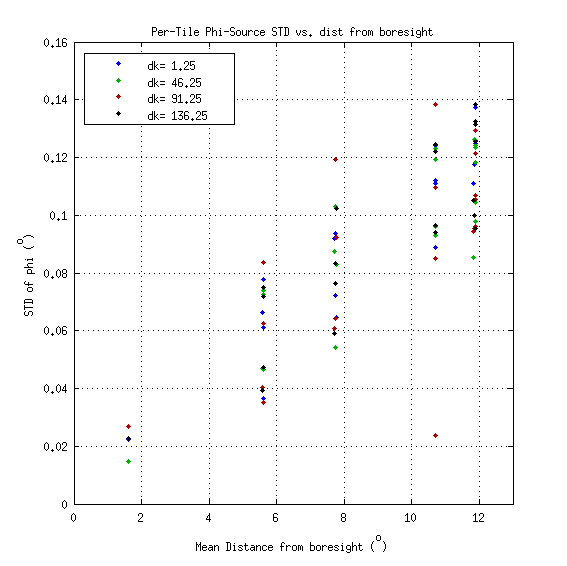 Per-Tile Phi-Source STD vs. dist from boresight
0.16
dk= 1.25
dk= 46.25
dk= 91.25
dk= 136.25
0.14
0.12
0.1
STD of phi (°)
0.08
0.06
0.04
0.02
0
0 2 4 6 8 10 12
Mean Distance from boresight (°)